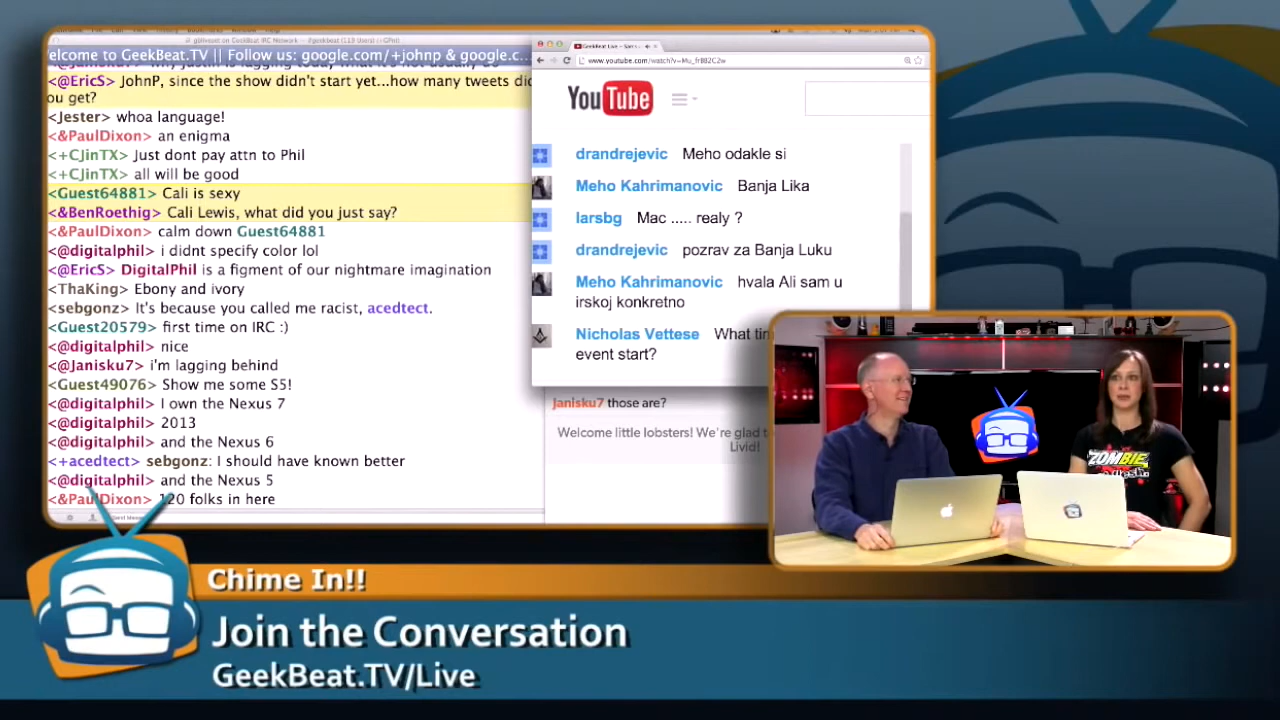 elcome to GeekBeat.TV || Follow us: google.com/+johnp & google.c...
<@EricS> JohnP, since the show didn't start yet...how many tweets did
ou get?
<Jester> whoa language!
<&PaulDixon> an enigma
<+CJinTX> Just dont pay attn to Phil
<+CJinTX> all will be good
<Guest64881> Cali is sexy
<&BenRoethig> Cali Lewis, what did you just say?
<&PaulDixon> calm down Guest64881
<@digitalphil> i didnt specify color lol
<@EricS> DigitalPhil is a figment of our nightmare imagination
<ThaKing> Ebony and ivory
<sebgonz> It's because you called me racist, acedtect.
<Guest20579> first time on IRC :)
<@digitalphil> nice
<@Janisku7> i'm lagging behind
<Guest49076> Show me some S5!
<@digitalphil> I own the Nexus 7
<@digitalphil> 2013
<@digitalphil> and the Nexus 6
<+acedtect> sebgonz: I should have known better
<@digitalphil> and the Nexus 5
<&PaulDixon> 120 folks in here
GeekBeat Live -
YouTube
drandrejevic Meho odakle si
Meho Kahrimanovic Banja Lika
larsbg Mac ..... realy ?
drandrejevic pozrav za Banja Luku
Meho Kahrimanovic hvala Ali sam u
irskoj konkretno
Nicholas Vettese What tim
event start?
Janisku7 those are?
Welcome little lobsters! We're glad t
Livid!
ZOMBIE
Chime In!!
Join the Conversation
GeekBeat.TV/Live